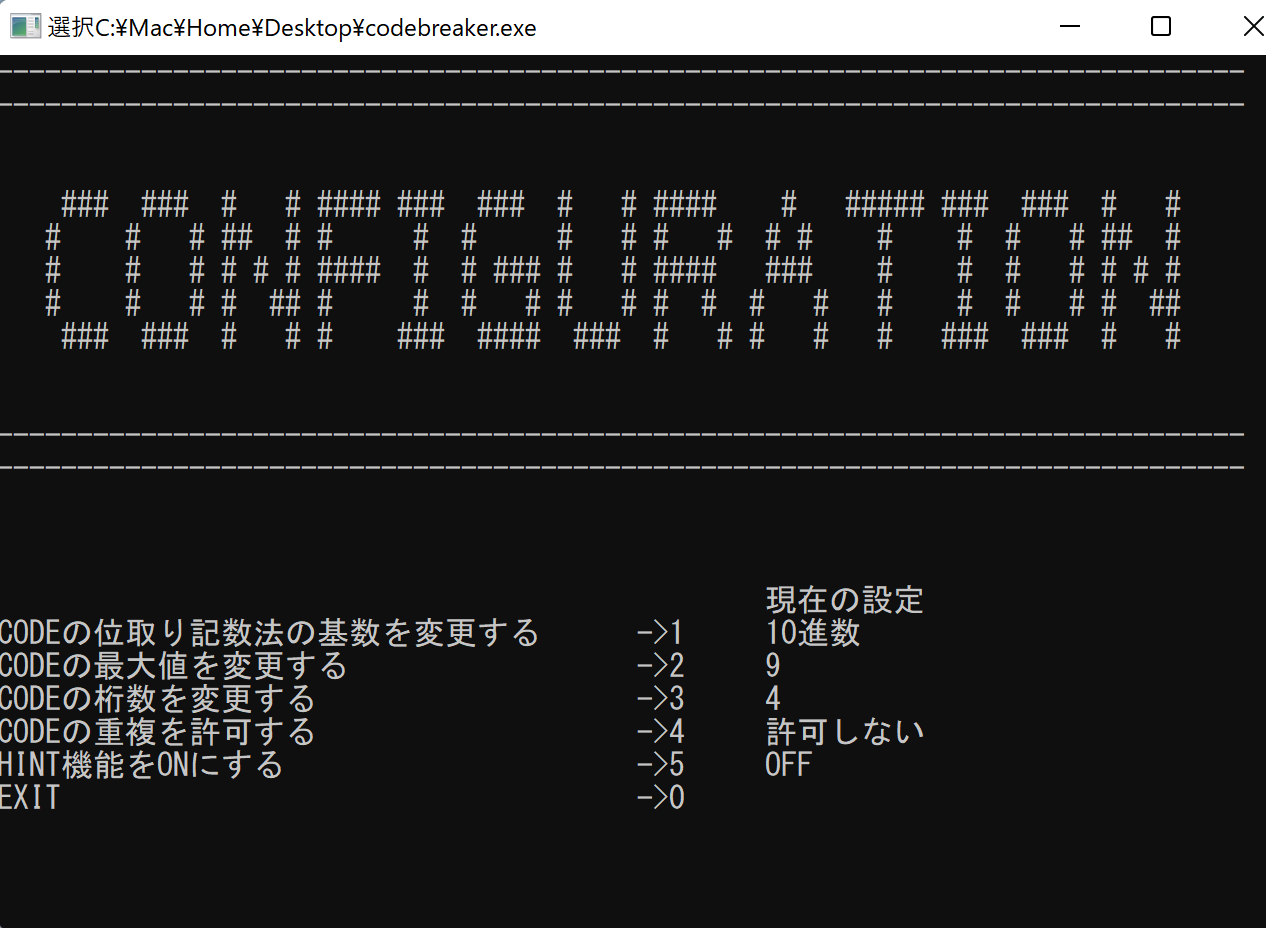 選択C:¥Mac¥Home¥Desktop¥codebreaker.exe
CONFIGURATION
現在の設定
CODEの位取り記数法の基数を変更する ->1 10進数
CODEの最大値を変更する ->2 9
CODEの桁数を変更する ->3 4
CODEの重複を許可する ->4 許可しない
HINT機能をONにする ->5 OFF
EXIT ->0